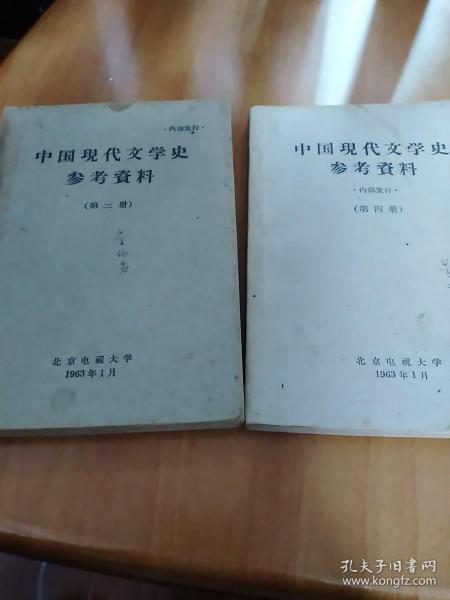 ·内部发行·
中国現代文学史
参考資料
(第三册)
北京电视大学
1963年1月
中国現代文学史
参考資料
·内部发行·
(第四册)
北京电视大学
1963年1月
孔夫子旧书网
www.kongfz.com